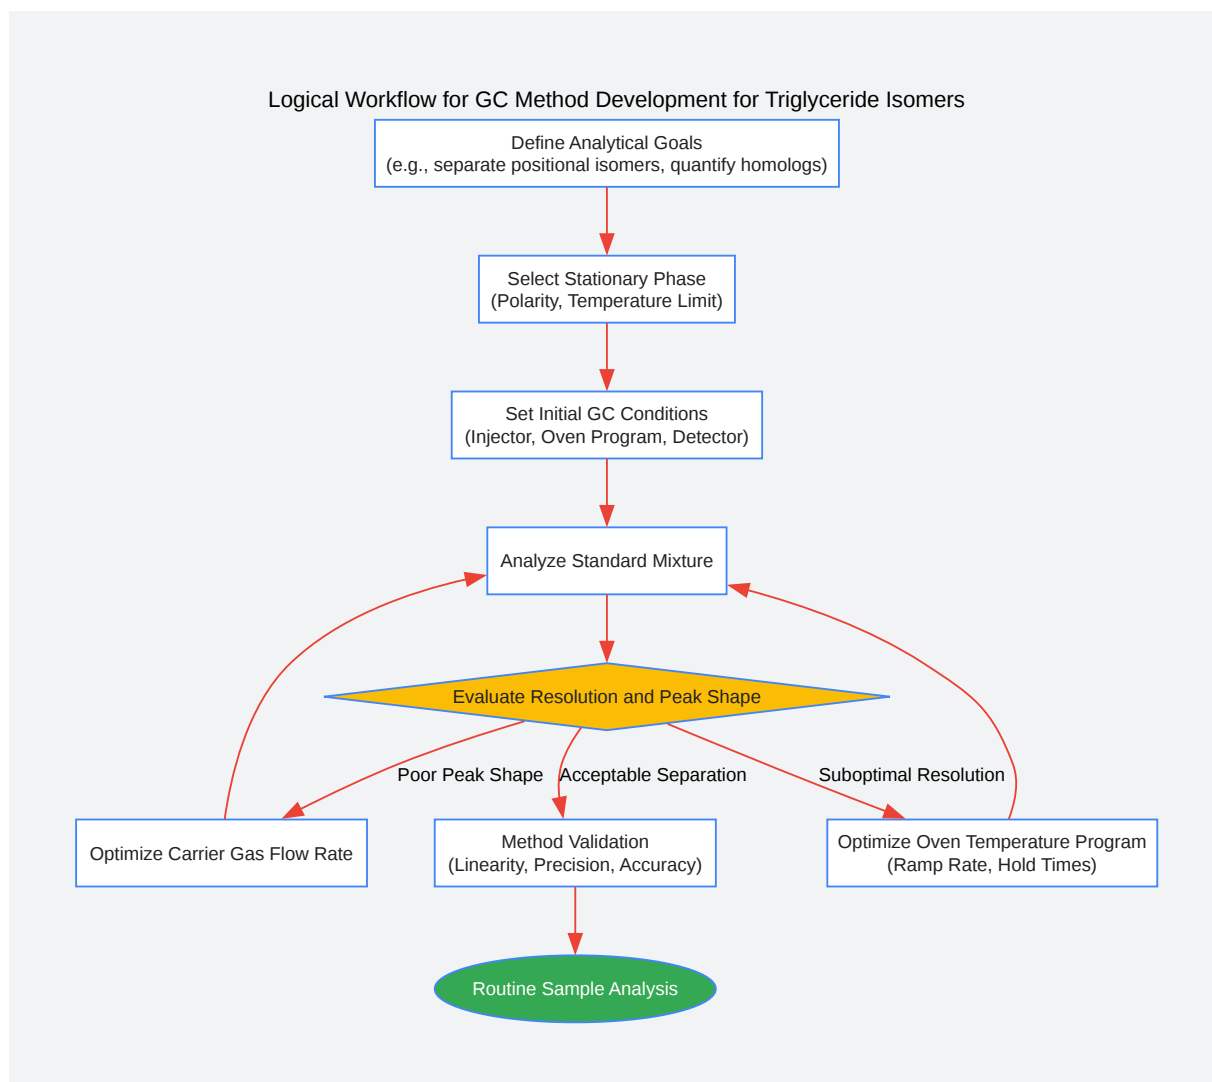 Logical Workflow for GC Method Development for Triglyceride Isomers
Define Analytical Goals
(e.g., separate positional isomers, quantify homologs)
Select Stationary Phase
(Polarity, Temperature Limit)
Set Initial GC Conditions
(Injector, Oven Program, Detector)
Analyze Standard Mixture
Evaluate Resolution and Peak Shape
Poor Peak Shape
Acceptable Separation
Suboptimal Resolution
Optimize Carrier Gas Flow Rate
Method Validation
(Linearity, Precision, Accuracy)
Optimize Oven Temperature Program
(Ramp Rate, Hold Times)
Routine Sample Analysis